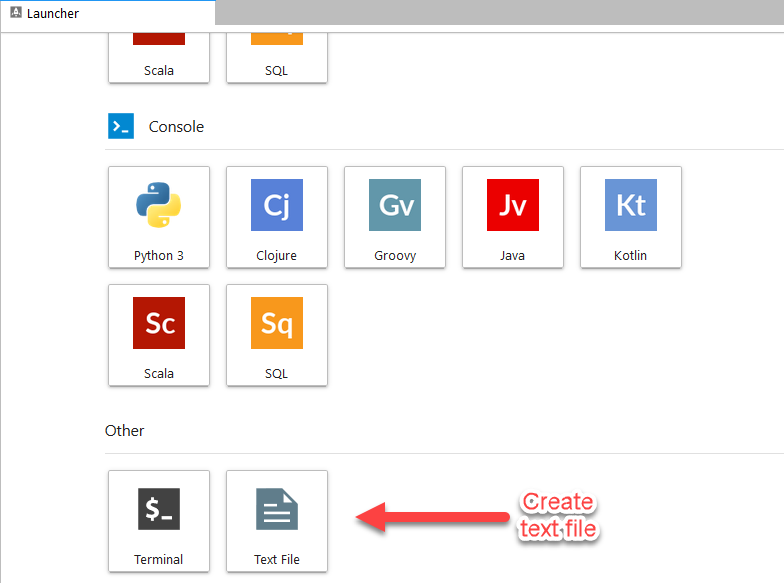 Launcher
Scala
SQL
>_ Console
Cj
Gv
Jv
Kt
Python 3
Clojure
Groovy
Java
Kotlin
Sc
Sq
Scala
SQL
Other
$_
Create
text file
Terminal
Text File